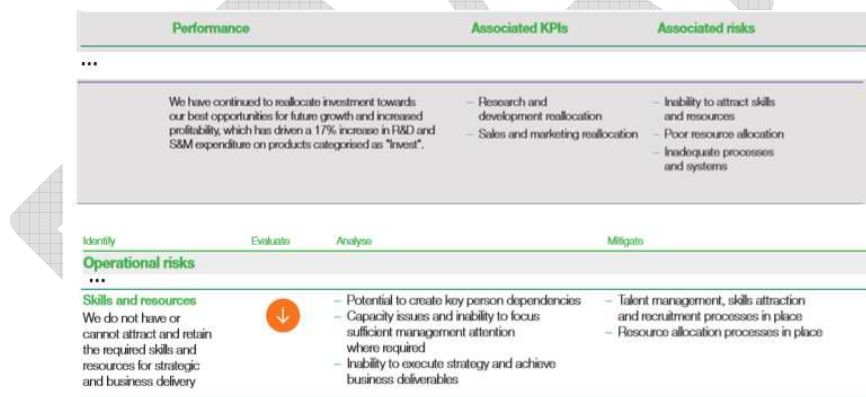 Performance Associated KPIs Associated risks
...
We have continued to reallocate investment towards
our best opportunities for future growth and increased
profitability, which has driven a 17% increase in R&D and
S&M expenditure on products categorised as "Invest".
– Research and
development reallocation
– Sales and marketing reallocation
– Inability to attract skills
and resources
– Poor resource allocation
– Inadequate processes
and systems
Identify Evaluate Analyse Mitigate
Operational risks
...
Skills and resources
We do not have or
cannot attract and retain
the required skills and
resources for strategic
and business delivery
– Potential to create key person dependencies
– Capacity issues and inability to focus
sufficient management attention
where required
– Inability to execute strategy and achieve
business deliverables
– Talent management, skills attraction
and recruitment processes in place
– Resource allocation processes in place